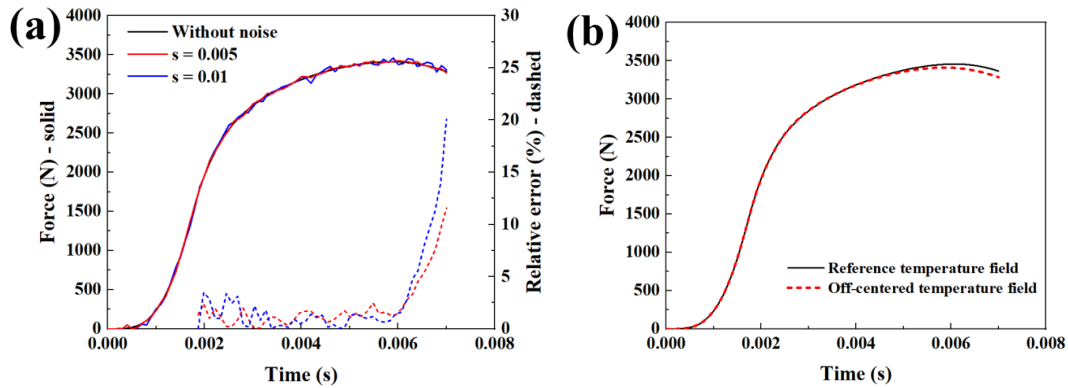 (a)
Without noise
s = 0.005
s = 0.01
Force (N) - solid
4000
3500
3000
2500
2000
1500
1000
500
0
Relative error (%) - dashed
30
25
20
15
10
5
0
0.000 0.002 0.004 0.006 0.008
Time (s)
(b)
Force (N)
4000
3500
3000
2500
2000
1500
1000
500
0
Reference temperature field
Off-centered temperature field
0.000 0.002 0.004 0.006 0.008
Time (s)